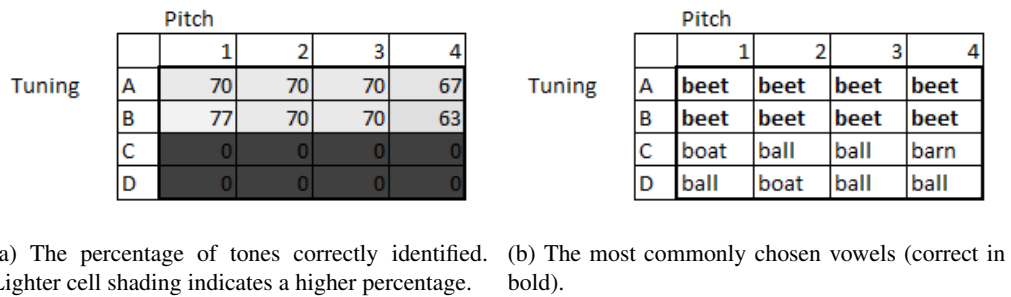 Pitch
1 2 3 4
Tuning A 70 70 70 67
B 77 70 70 63
C 0 0 0 0
D 0 0 0 0
a) The percentage of tones correctly identified.
Lighter cell shading indicates a higher percentage.
Pitch
1 2 3 4
Tuning A beet beet beet beet
B beet beet beet beet
C boat ball ball barn
D ball boat ball ball
(b) The most commonly chosen vowels (correct in
bold).